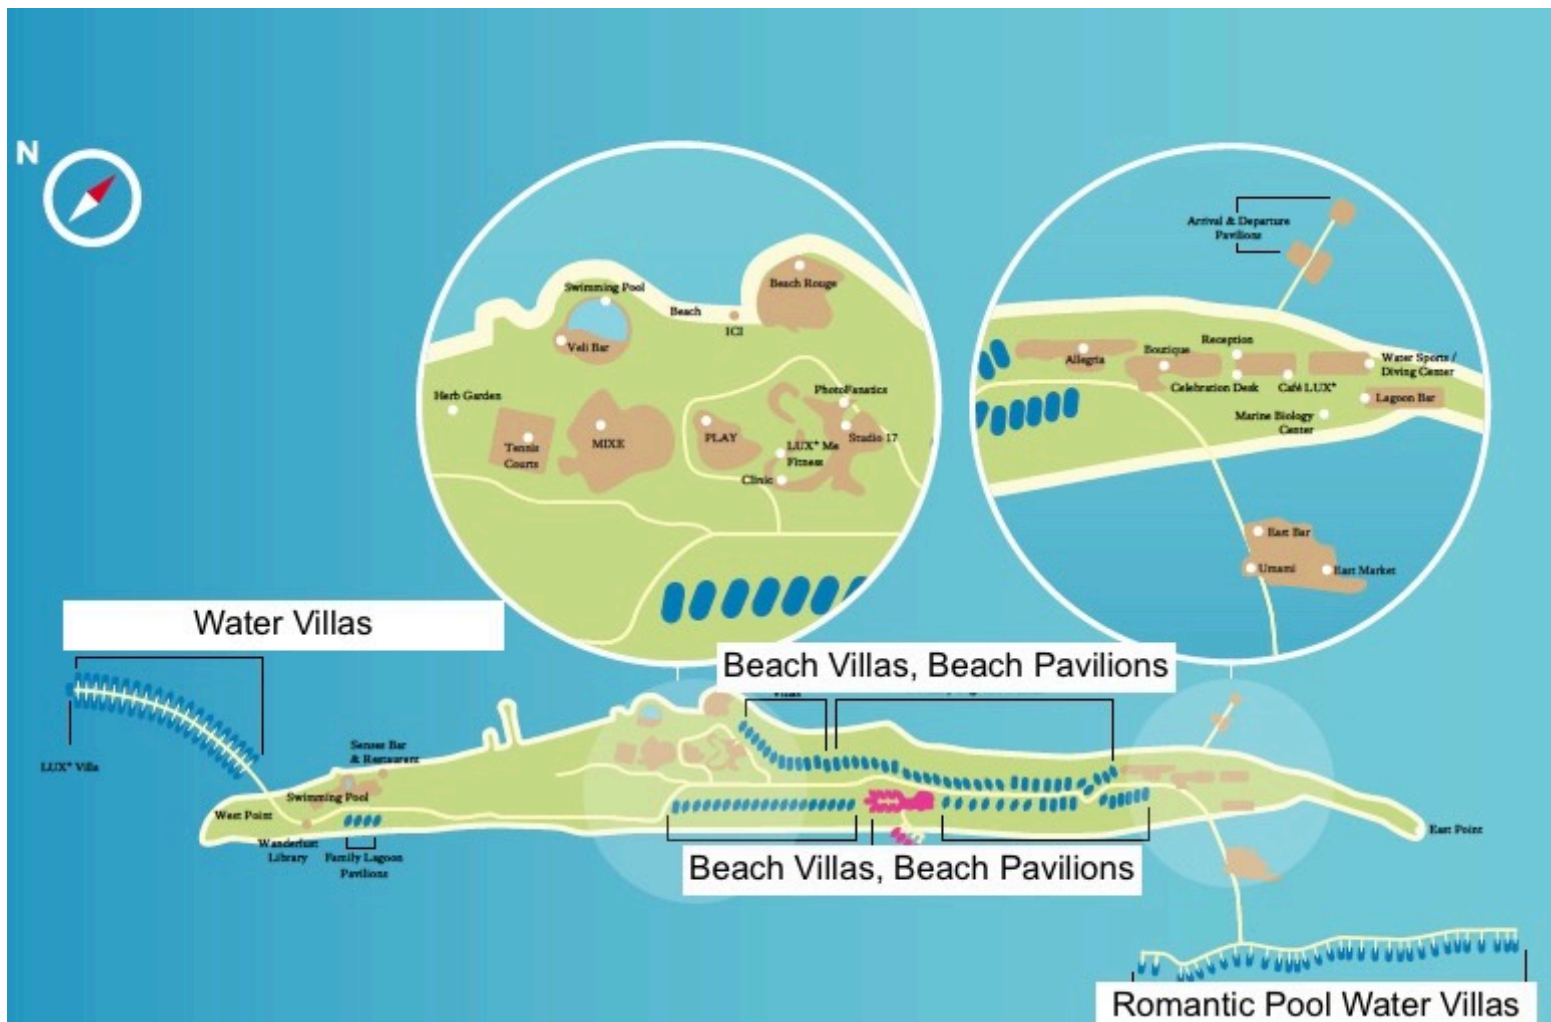 N
Arrival & Departure
Pavilions
Swimming Pool
Beach Rouge
Beach
ICI
Veli Bar
Reception
Boutique
Allegria
Water Sports /
Diving Center
Celebration Desk
Café LUX*
Lagoon Bar
Marine Biology
Center
Herb Garden
PhotoFanatics
MIXE
PLAY
Studio 17
Tennis
Courts
LUX* Me
Fitness
Clinic
East Bar
Umami
East Market
Water Villas
Beach Villas, Beach Pavilions
Villas
LUX* Villa
Senses Bar
& Restaurent
Swimming Pool
West Point
Wanderlust
Library
Family Lagoon
Pavilions
East Point
Beach Villas, Beach Pavilions
Romantic Pool Water Villas